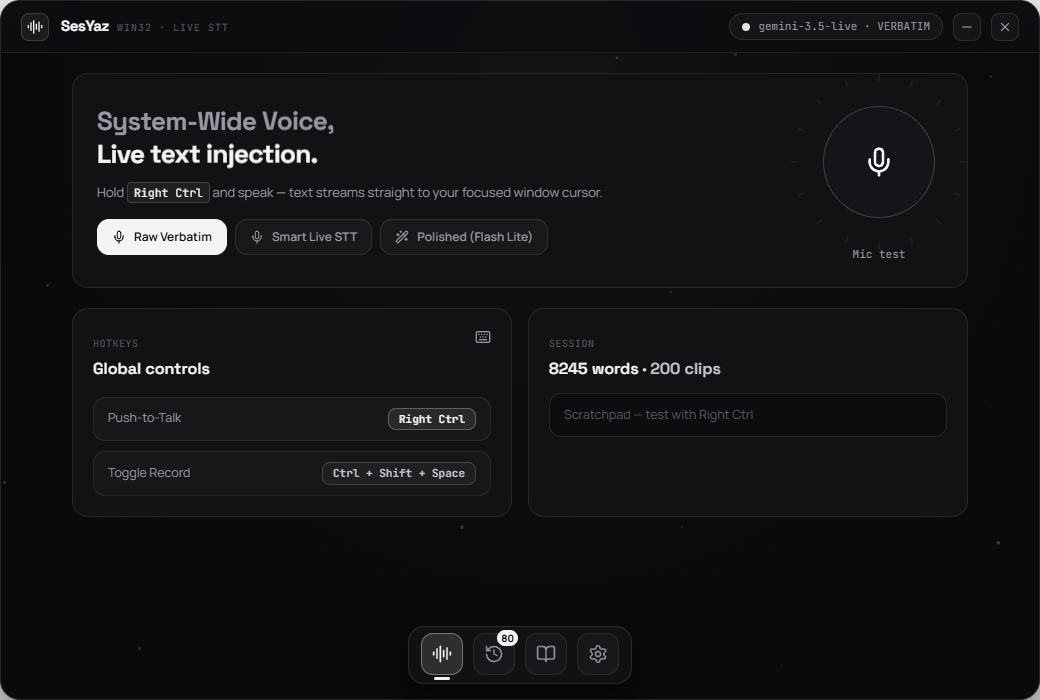 SesYaz WIN32 · LIVE STT
gemini-3.5-live · VERBATIM
System-Wide Voice,
Live text injection.
Hold Right Ctrl and speak — text streams straight to your focused window cursor.
Raw Verbatim
Smart Live STT
Polished (Flash Lite)
Mic test
HOTKEYS
Global controls
Push-to-Talk
Right Ctrl
Toggle Record
Ctrl + Shift + Space
SESSION
8245 words · 200 clips
Scratchpad — test with Right Ctrl
80